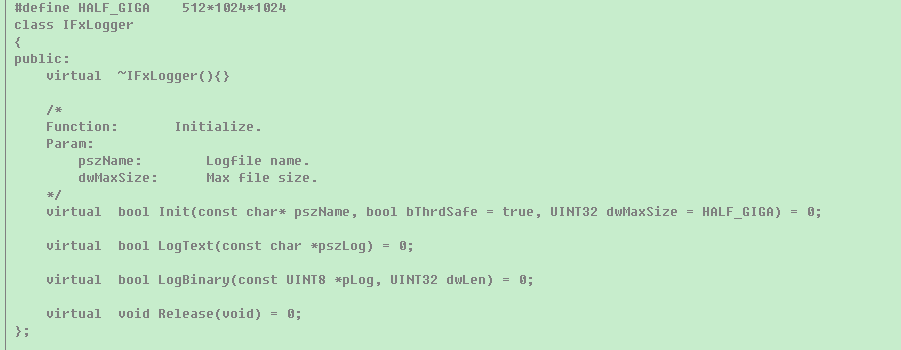 #define HALF_GIGA    512*1024*1024
class IFxLogger
{
public:
    virtual  ~IFxLogger(){}

    /*
    Function:       Initialize.
    Param:
        pszName:        Logfile name.
        dwMaxSize:      Max file size.
    */
    virtual  bool Init(const char* pszName, bool bThrdSafe = true, UINT32 dwMaxSize = HALF_GIGA) = 0;

    virtual  bool LogText(const char *pszLog) = 0;

    virtual  bool LogBinary(const UINT8 *pLog, UINT32 dwLen) = 0;

    virtual  void Release(void) = 0;
};